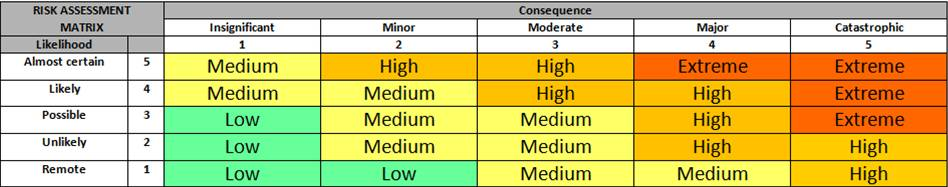 RISK ASSESSMENT MATRIX Consequence
Insignificant Minor Moderate Major Catastrophic
Likelihood 1 2 3 4 5
Almost certain 5 Medium High High Extreme Extreme
Likely 4 Medium Medium High High Extreme
Possible 3 Low Medium Medium High Extreme
Unlikely 2 Low Medium Medium High High
Remote 1 Low Low Medium Medium High